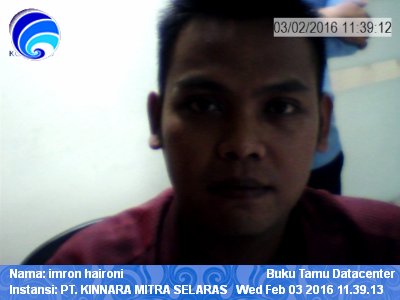 03/02/2016 11:39:12
Nama: imron haironi Buku Tamu Datacenter
Instansi: PT. KINNARA MITRA SELARAS Wed Feb 03 2016 11.39.13